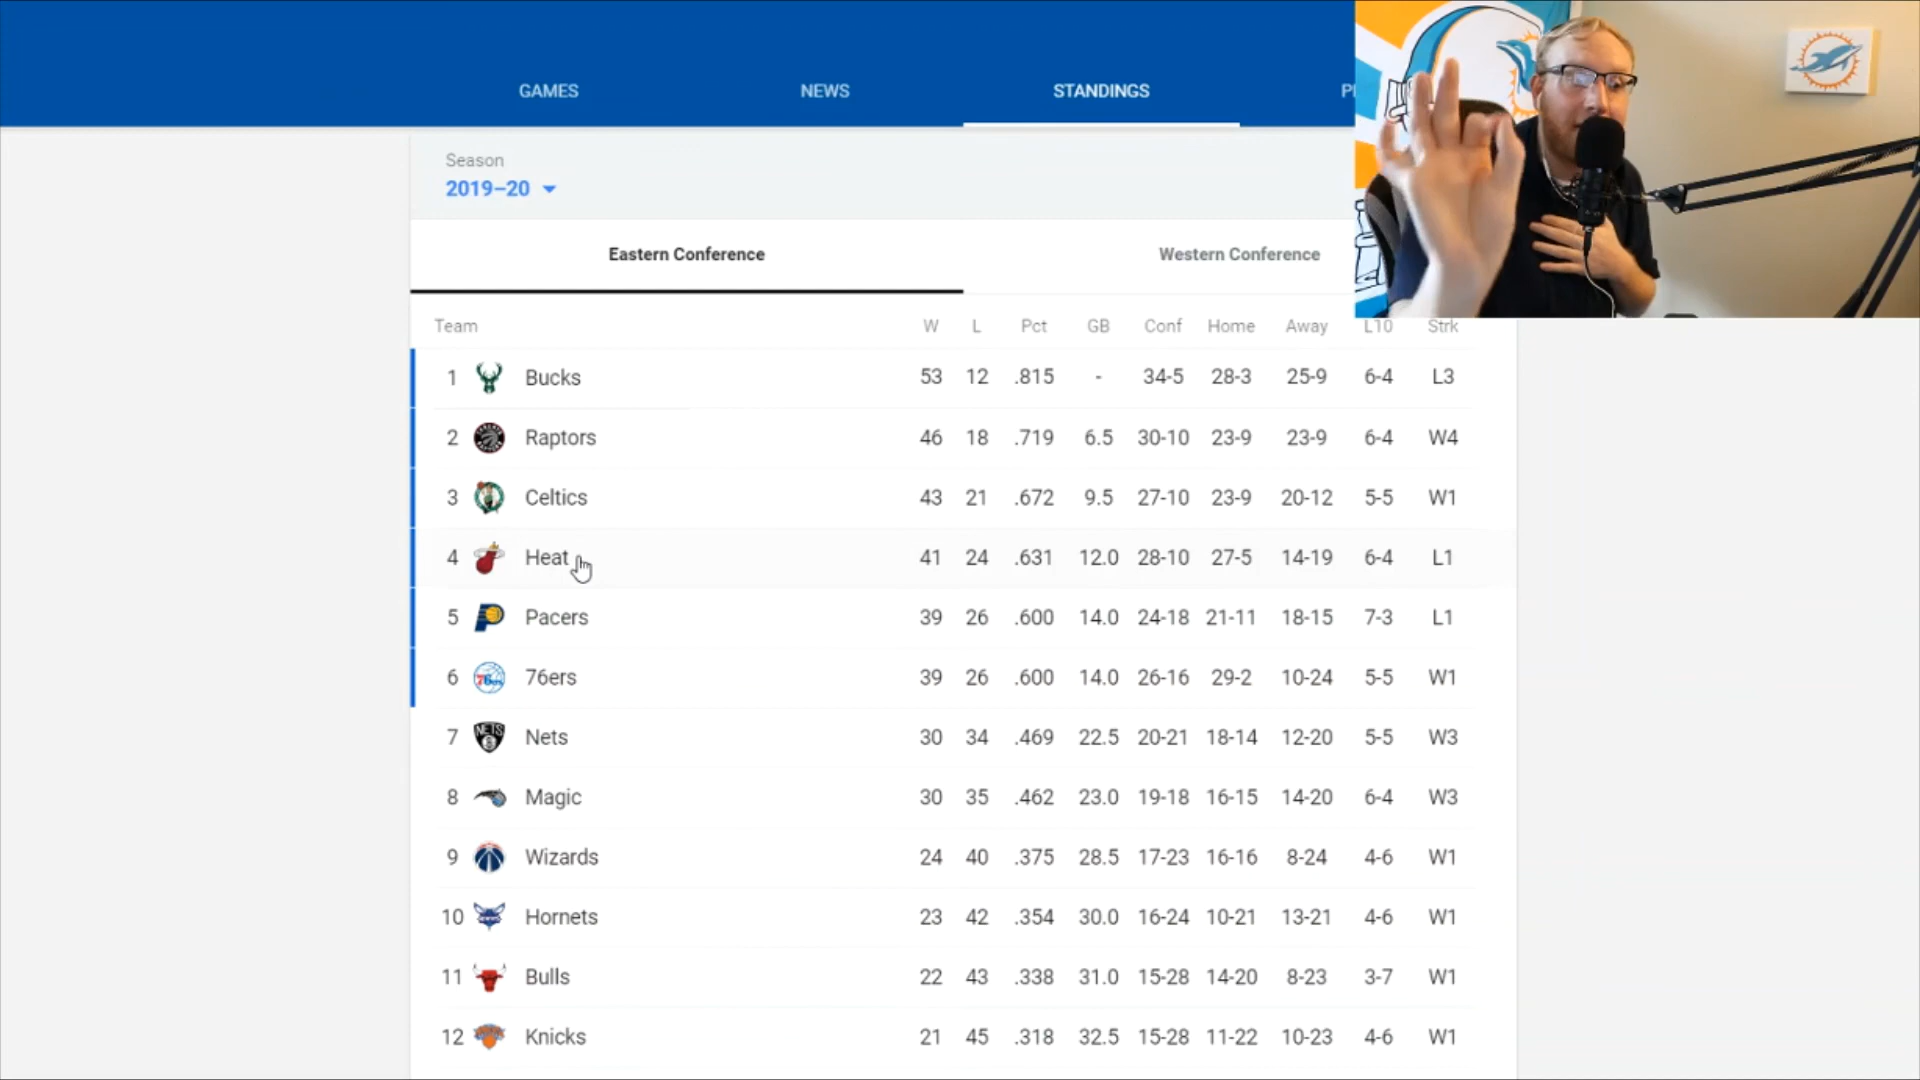 GAMES NEWS STANDINGS
Season
2019–20
Eastern Conference Western Conference
Team W L Pct GB Conf Home Away L10 Strk
1 Bucks 53 12 .815 - 34-5 28-3 25-9 6-4 L3
2 Raptors 46 18 .719 6.5 30-10 23-9 23-9 6-4 W4
3 Celtics 43 21 .672 9.5 27-10 23-9 20-12 5-5 W1
4 Heat 41 24 .631 12.0 28-10 27-5 14-19 6-4 L1
5 Pacers 39 26 .600 14.0 24-18 21-11 18-15 7-3 L1
6 76ers 39 26 .600 14.0 26-16 29-2 10-24 5-5 W1
7 NETS Nets 30 34 .469 22.5 20-21 18-14 12-20 5-5 W3
8 Magic 30 35 .462 23.0 19-18 16-15 14-20 6-4 W3
9 Wizards 24 40 .375 28.5 17-23 16-16 8-24 4-6 W1
10 Hornets 23 42 .354 30.0 16-24 10-21 13-21 4-6 W1
11 Bulls 22 43 .338 31.0 15-28 14-20 8-23 3-7 W1
12 Knicks 21 45 .318 32.5 15-28 11-22 10-23 4-6 W1